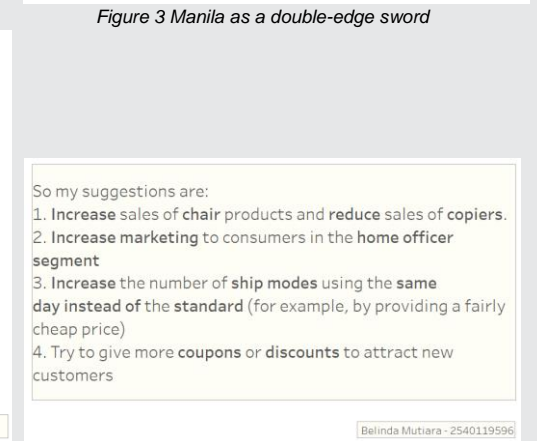 Figure 3 Manila as a double-edge sword
So my suggestions are:
1. Increase sales of chair products and reduce sales of copiers.
2. Increase marketing to consumers in the home officer
segment
3. Increase the number of ship modes using the same
day instead of the standard (for example, by providing a fairly
cheap price)
4. Try to give more coupons or discounts to attract new
customers
Belinda Mutiara - 2540119596